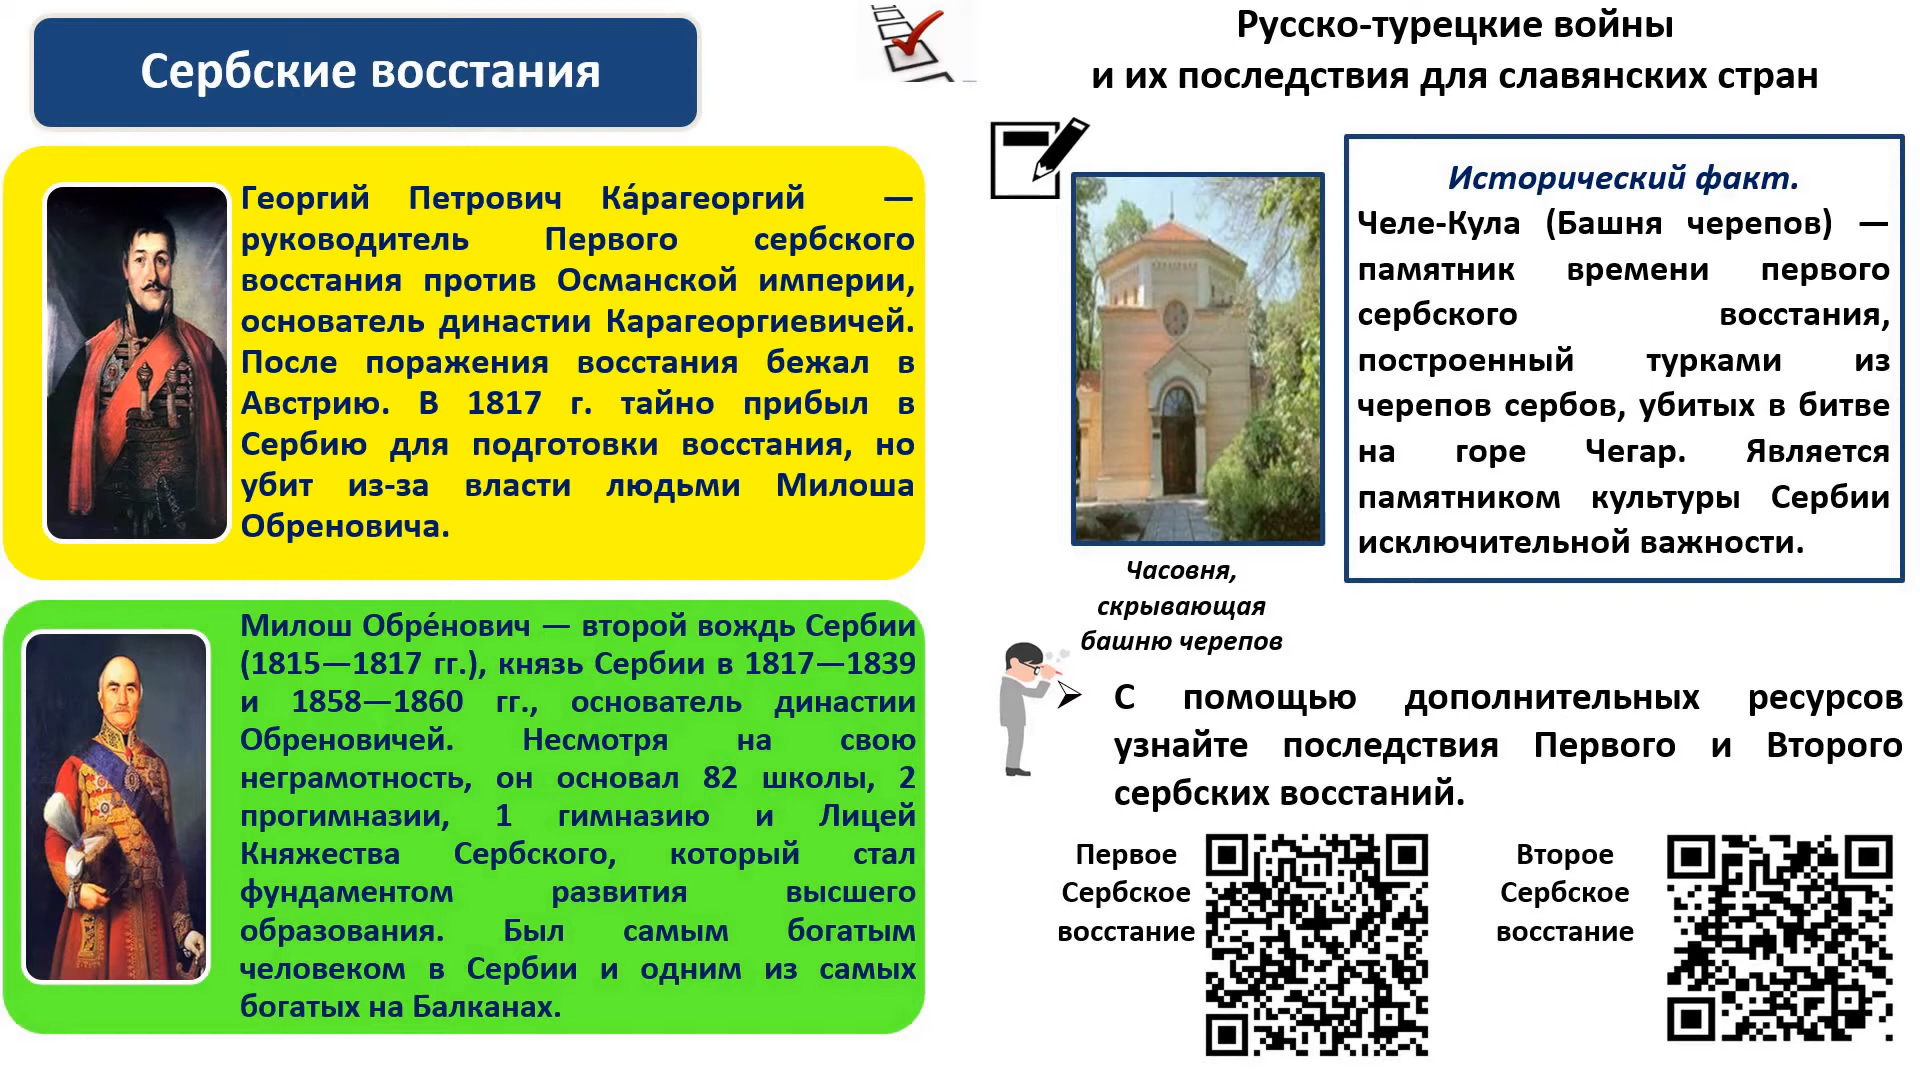 Сербские восстания
Русско-турецкие войны
и их последствия для славянских стран
Георгий Петрович Ка́рагеоргий —
руководитель Первого сербского
восстания против Османской империи,
основатель династии Карагеоргиевичей.
После поражения восстания бежал в
Австрию. В 1817 г. тайно прибыл в
Сербию для подготовки восстания, но
убит из-за власти людьми Милоша
Обреновича.
Милош Обре́нович — второй вождь Сербии
(1815—1817 гг.), князь Сербии в 1817—1839
и 1858—1860 гг., основатель династии
Обреновичей. Несмотря на свою
неграмотность, он основал 82 школы, 2
прогимназии, 1 гимназию и Лицей
Княжества Сербского, который стал
фундаментом развития высшего
образования. Был самым богатым
человеком в Сербии и одним из самых
богатых на Балканах.
Исторический факт.
Челе-Кула (Башня черепов) —
памятник времени первого
сербского восстания,
построенный турками из
черепов сербов, убитых в битве
на горе Чегар. Является
памятником культуры Сербии
исключительной важности.
Часовня,
скрывающая
башню черепов
С помощью дополнительных ресурсов
узнайте последствия Первого и Второго
сербских восстаний.
Первое
Сербское
восстание
Второе
Сербское
восстание